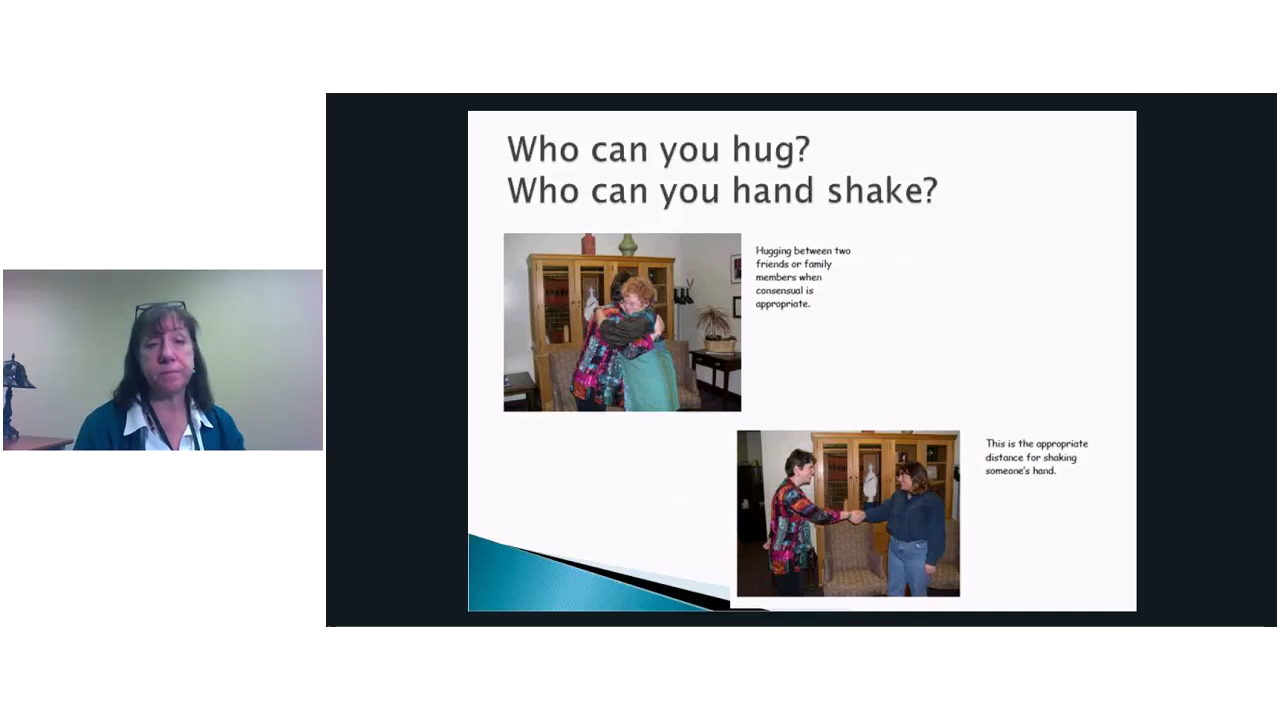 Who can you hug?
Who can you hand shake?
Hugging between two
friends or family
members when
consensual is
appropriate.
This is the appropriate
distance for shaking
someone's hand.